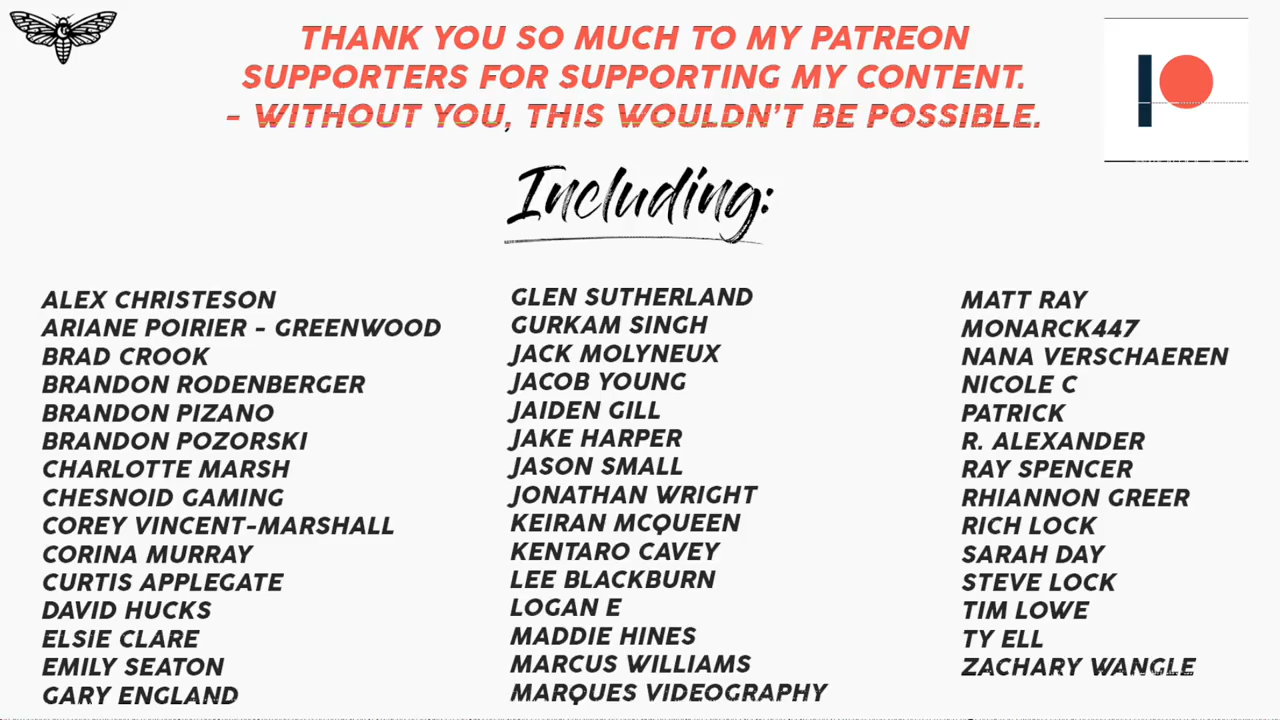 THANK YOU SO MUCH TO MY PATREON
SUPPORTERS FOR SUPPORTING MY CONTENT.
- WITHOUT YOU, THIS WOULDN'T BE POSSIBLE.
Including:
ALEX CHRISTESON
ARIANE POIRIER - GREENWOOD
BRAD CROOK
BRANDON RODENBERGER
BRANDON PIZANO
BRANDON POZORSKI
CHARLOTTE MARSH
CHESNOID GAMING
COREY VINCENT-MARSHALL
CORINA MURRAY
CURTIS APPLEGATE
DAVID HUCKS
ELSIE CLARE
EMILY SEATON
GARY ENGLAND
GLEN SUTHERLAND
GURKAM SINGH
JACK MOLYNEUX
JACOB YOUNG
JAIDEN GILL
JAKE HARPER
JASON SMALL
JONATHAN WRIGHT
KEIRAN MCQUEEN
KENTARO CAVEY
LEE BLACKBURN
LOGAN E
MADDIE HINES
MARCUS WILLIAMS
MARQUES VIDEOGRAPHY
MATT RAY
MONARCK447
NANA VERSCHAEREN
NICOLE C
PATRICK
R. ALEXANDER
RAY SPENCER
RHIANNON GREER
RICH LOCK
SARAH DAY
STEVE LOCK
TIM LOWE
TY ELL
ZACHARY WANGLE